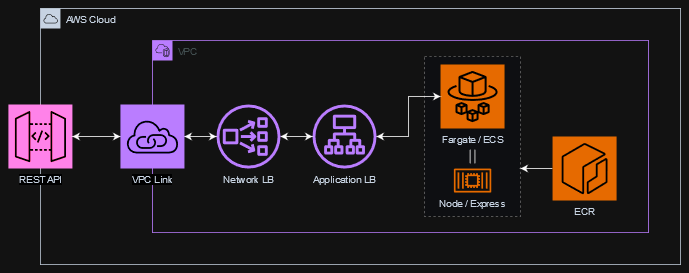 AWS Cloud
VPC
REST API
VPC Link
Network LB
Application LB
Fargate / ECS
Node / Express
ECR